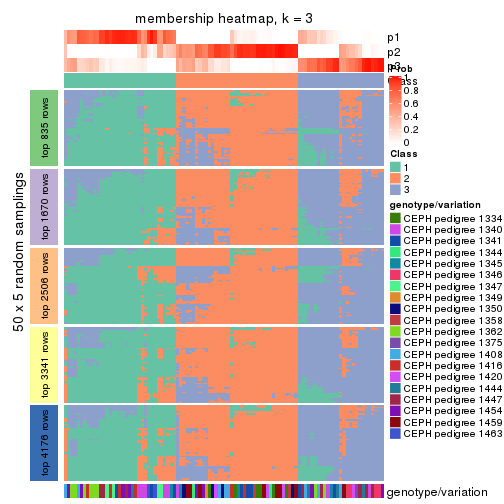 membership heatmap, k = 3
p1
p2
p3
Class
Prob
1
0.8
0.6
0.4
0.2
0
Class
1
2
3
genotype/variation
CEPH pedigree 1334
CEPH pedigree 1340
CEPH pedigree 1341
CEPH pedigree 1344
CEPH pedigree 1345
CEPH pedigree 1346
CEPH pedigree 1347
CEPH pedigree 1349
CEPH pedigree 1350
CEPH pedigree 1358
CEPH pedigree 1362
CEPH pedigree 1375
CEPH pedigree 1408
CEPH pedigree 1416
CEPH pedigree 1420
CEPH pedigree 1444
CEPH pedigree 1447
CEPH pedigree 1454
CEPH pedigree 1459
CEPH pedigree 1463
50 x 5 random samplings
top 835 rows
top 1670 rows
top 2506 rows
top 3341 rows
top 4176 rows
genotype/variation